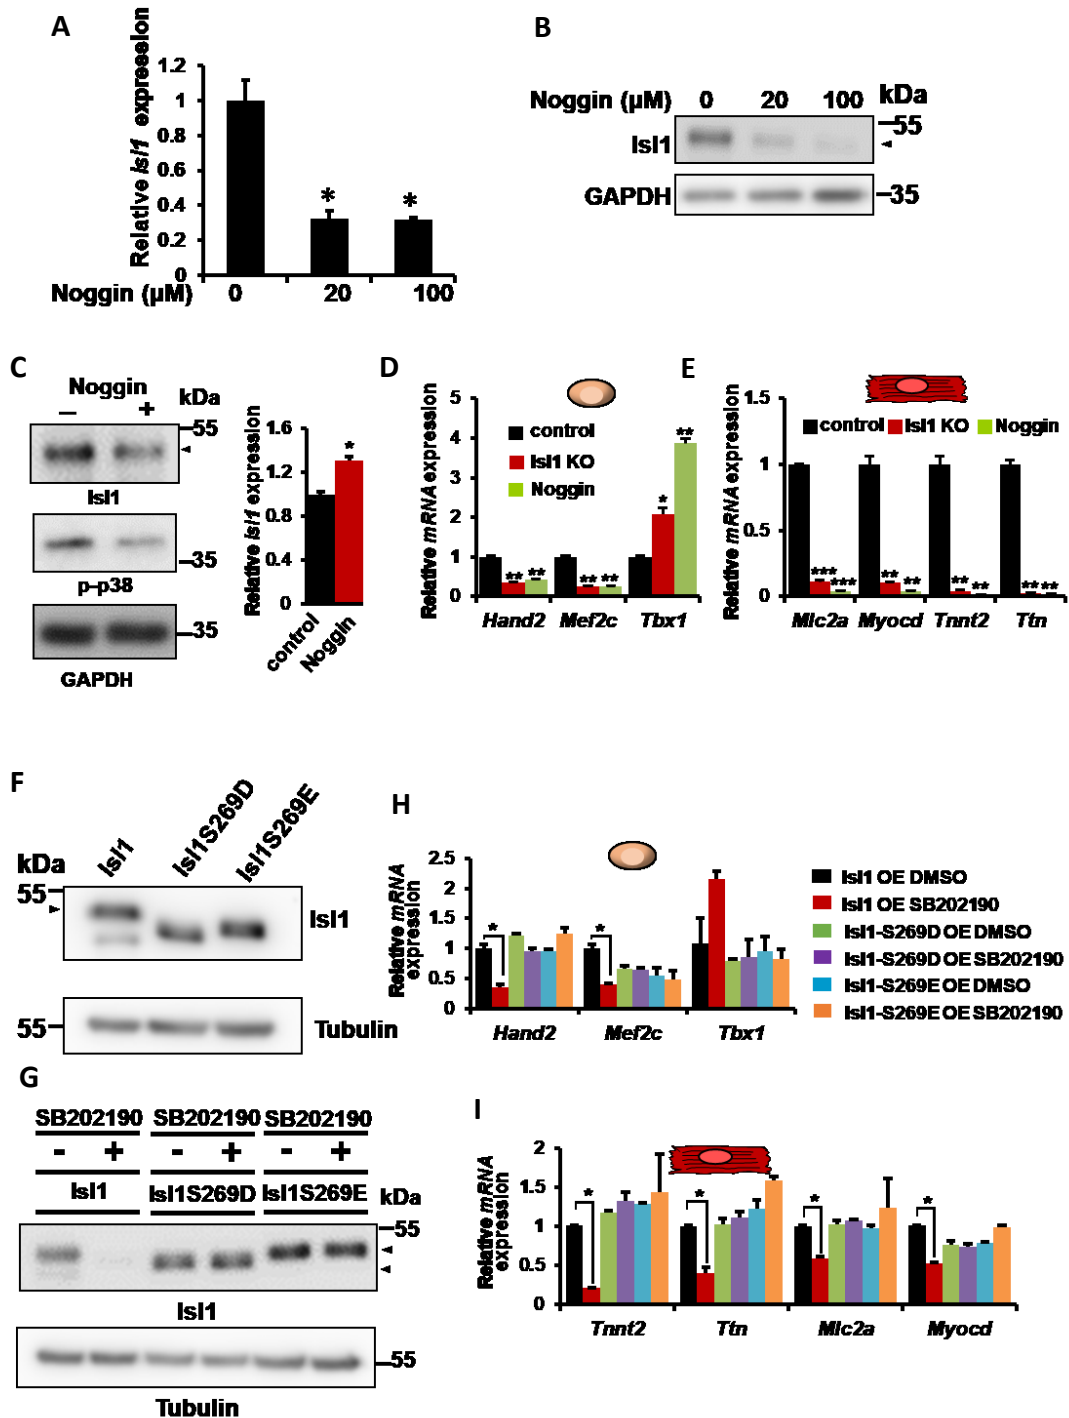 A
Relative Isl1 expression
1.2
1
0.8
0.6
0.4
0.2
0
* *
Noggin (µM) 0 20 100
B
Noggin (µM) 0 20 100 kDa
Isl1
55
GAPDH
35
C
Noggin
– + kDa
55
Isl1
35
p-p38
35
GAPDH
Relative Isl1 expression
1.6
1.2
0.8
0.4
0
*
control
Noggin
D
Relative mRNA expression
5
4
3
2
1
0
control
Isl1 KO
Noggin
** ** ** ** * **
Hand2 Mef2c Tbx1
E
Relative mRNA expression
1.5
1
0.5
0
control Isl1 KO Noggin
*** *** ** ** ** ** ** **
Mlc2a Myocd Tnnt2 Ttn
F
kDa
Isl1
Isl1S269D
Isl1S269E
55
Isl1
55
Tubulin
G
SB202190 SB202190 SB202190
- + - + - +
Isl1 Isl1S269D Isl1S269E kDa
55
Isl1
55
Tubulin
H
Relative mRNA
expression
2.5
2
1.5
1
0.5
0
* *
Hand2 Mef2c Tbx1
Isl1 OE DMSO
Isl1 OE SB202190
Isl1-S269D OE DMSO
Isl1-S269D OE SB202190
Isl1-S269E OE DMSO
Isl1-S269E OE SB202190
I
Relative mRNA
expression
2
1.5
1
0.5
0
* * * *
Tnnt2 Ttn Mlc2a Myocd